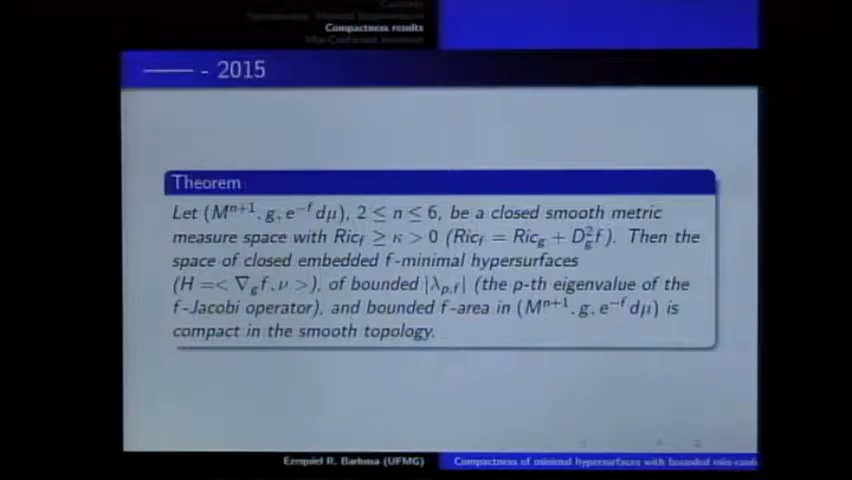 Compactness results
—— - 2015
Theorem
Let (Mⁿ⁺¹, g, e⁻ᶠ dμ), 2 ≤ n ≤ 6, be a closed smooth metric
measure space with Ric_f ≥ κ > 0 (Ric_f = Ric_g + D²_g f). Then the
space of closed embedded f-minimal hypersurfaces
(H =< ∇_g f, ν >), of bounded |λ_{p,f}| (the p-th eigenvalue of the
f-Jacobi operator), and bounded f-area in (Mⁿ⁺¹, g, e⁻ᶠ dμ) is
compact in the smooth topology.
Ezequiel R. Barbosa (UFMG) Compactness of minimal hypersurfaces with bounded